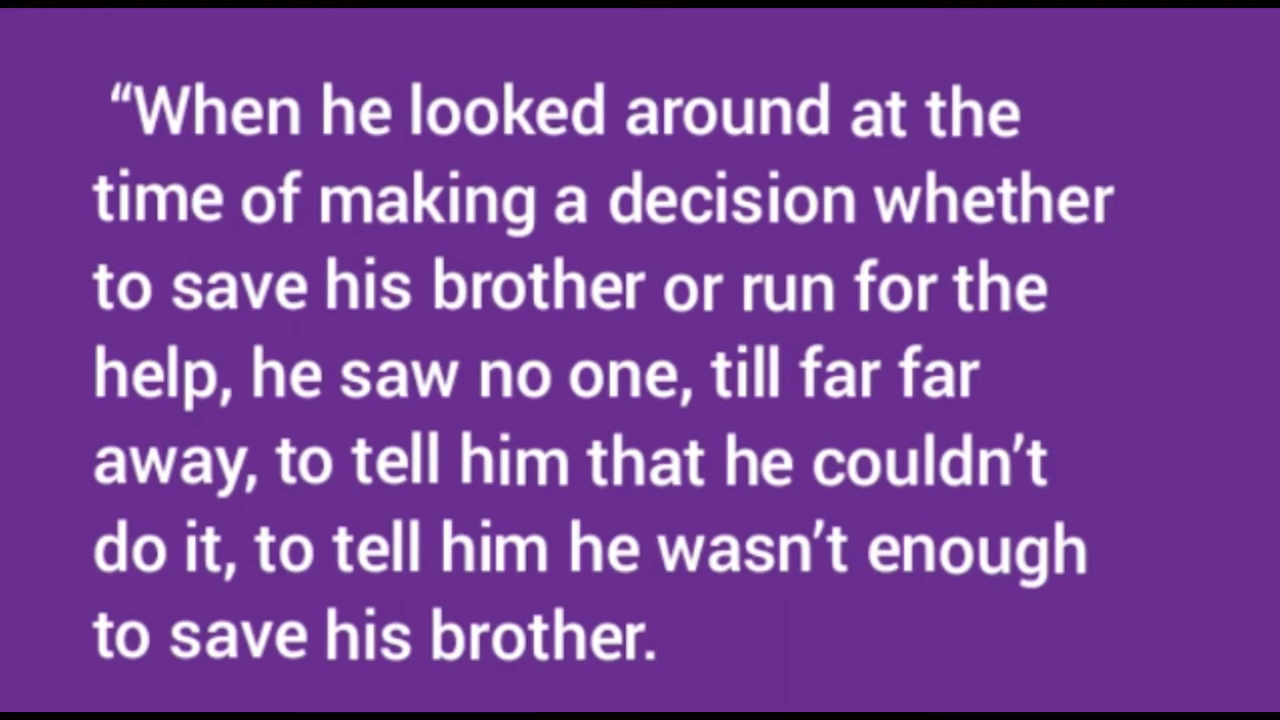 “When he looked around at the
time of making a decision whether
to save his brother or run for the
help, he saw no one, till far far
away, to tell him that he couldn’t
do it, to tell him he wasn’t enough
to save his brother.